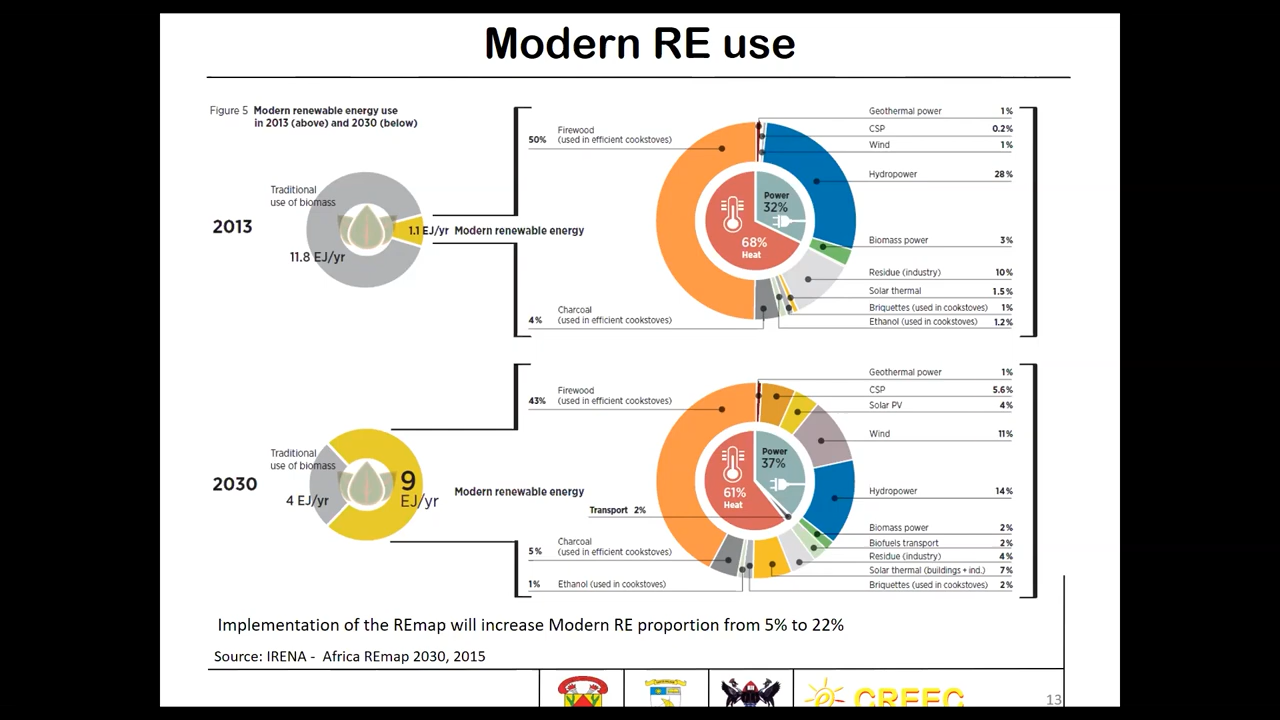 Modern RE use
Figure 5 Modern renewable energy use
in 2013 (above) and 2030 (below)
2013
Traditional
use of biomass
11.8 EJ/yr
1.1 EJ/yr Modern renewable energy
50% Firewood
(used in efficient cookstoves)
4% Charcoal
(used in efficient cookstoves)
Power
32%
68%
Heat
Geothermal power 1%
CSP 0.2%
Wind 1%
Hydropower 28%
Biomass power 3%
Residue (industry) 10%
Solar thermal 1.5%
Briquettes (used in cookstoves) 1%
Ethanol (used in cookstoves) 1.2%
2030
Traditional
use of biomass
4 EJ/yr
9
EJ/yr
Modern renewable energy
43% Firewood
(used in efficient cookstoves)
Transport 2%
5% Charcoal
(used in efficient cookstoves)
1% Ethanol (used in cookstoves)
Power
37%
61%
Heat
Geothermal power 1%
CSP 5.6%
Solar PV 4%
Wind 11%
Hydropower 14%
Biomass power 2%
Biofuels transport 2%
Residue (industry) 4%
Solar thermal (buildings + ind.) 7%
Briquettes (used in cookstoves) 2%
Implementation of the REmap will increase Modern RE proportion from 5% to 22%
Source: IRENA - Africa REmap 2030, 2015
CREEC
13